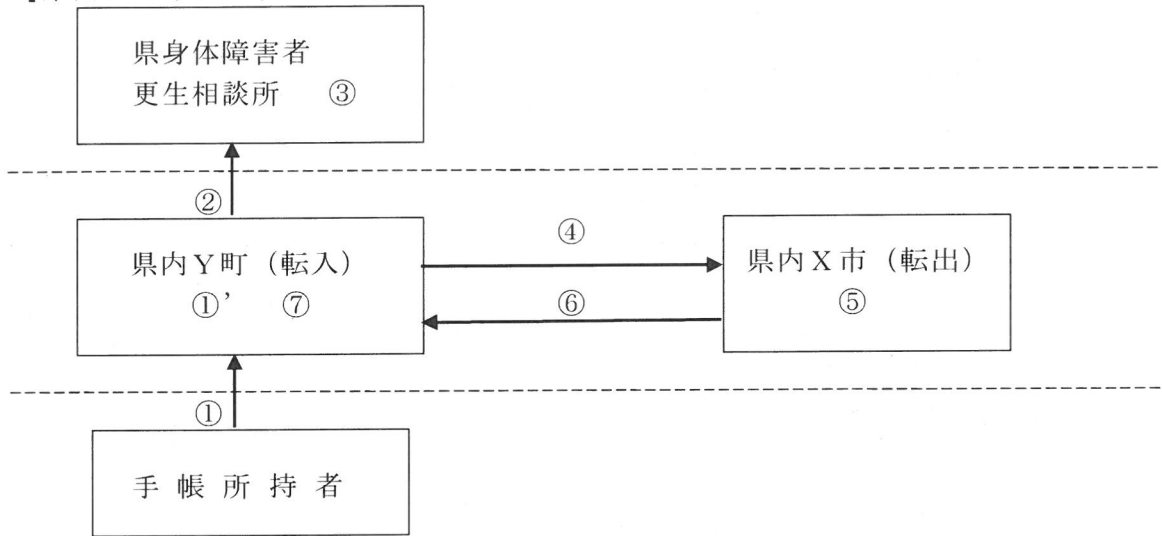 県身体障害者
更生相談所 ③
②
県内Y町（転入）
①’ ⑦
④
⑥
県内X市（転出）
⑤
①
手帳所持者